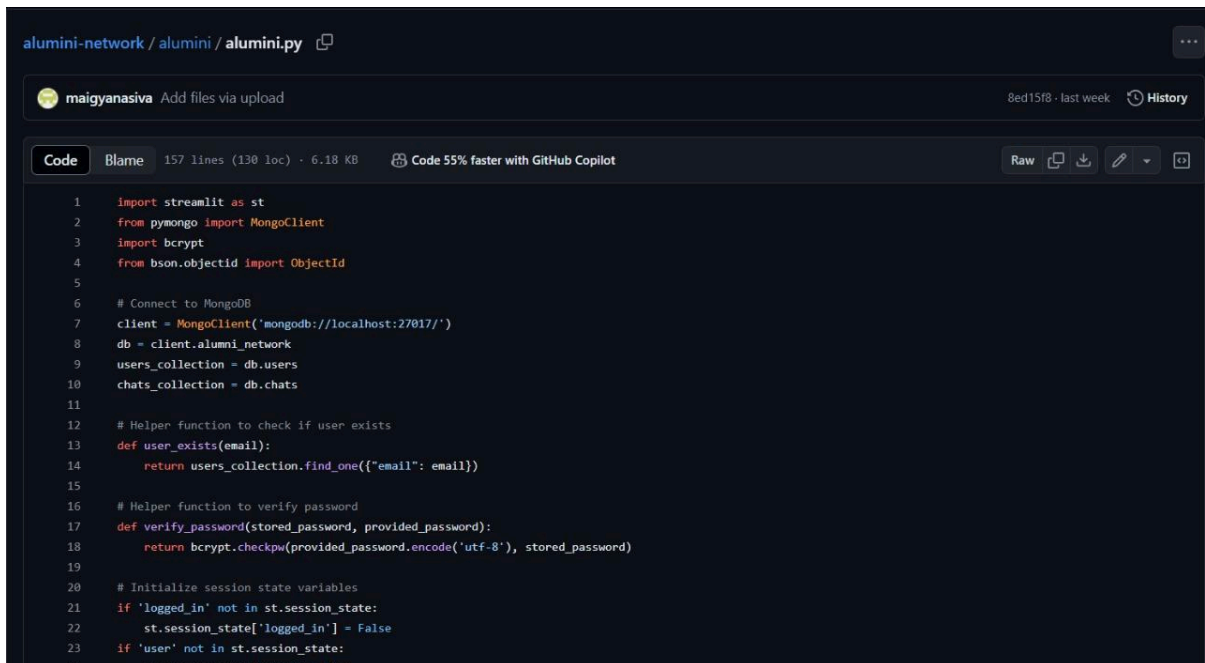 alumini-network / alumini / alumini.py
maigyanasiva Add files via upload 8ed15f8 · last week History
Code Blame 157 lines (130 loc) · 6.18 KB Code 55% faster with GitHub Copilot Raw
1 import streamlit as st
2 from pymongo import MongoClient
3 import bcrypt
4 from bson.objectid import ObjectId
5
6 # Connect to MongoDB
7 client = MongoClient('mongodb://localhost:27017/')
8 db = client.alumni_network
9 users_collection = db.users
10 chats_collection = db.chats
11
12 # Helper function to check if user exists
13 def user_exists(email):
14 return users_collection.find_one({"email": email})
15
16 # Helper function to verify password
17 def verify_password(stored_password, provided_password):
18 return bcrypt.checkpw(provided_password.encode('utf-8'), stored_password)
19
20 # Initialize session state variables
21 if 'logged_in' not in st.session_state:
22 st.session_state['logged_in'] = False
23 if 'user' not in st.session_state: